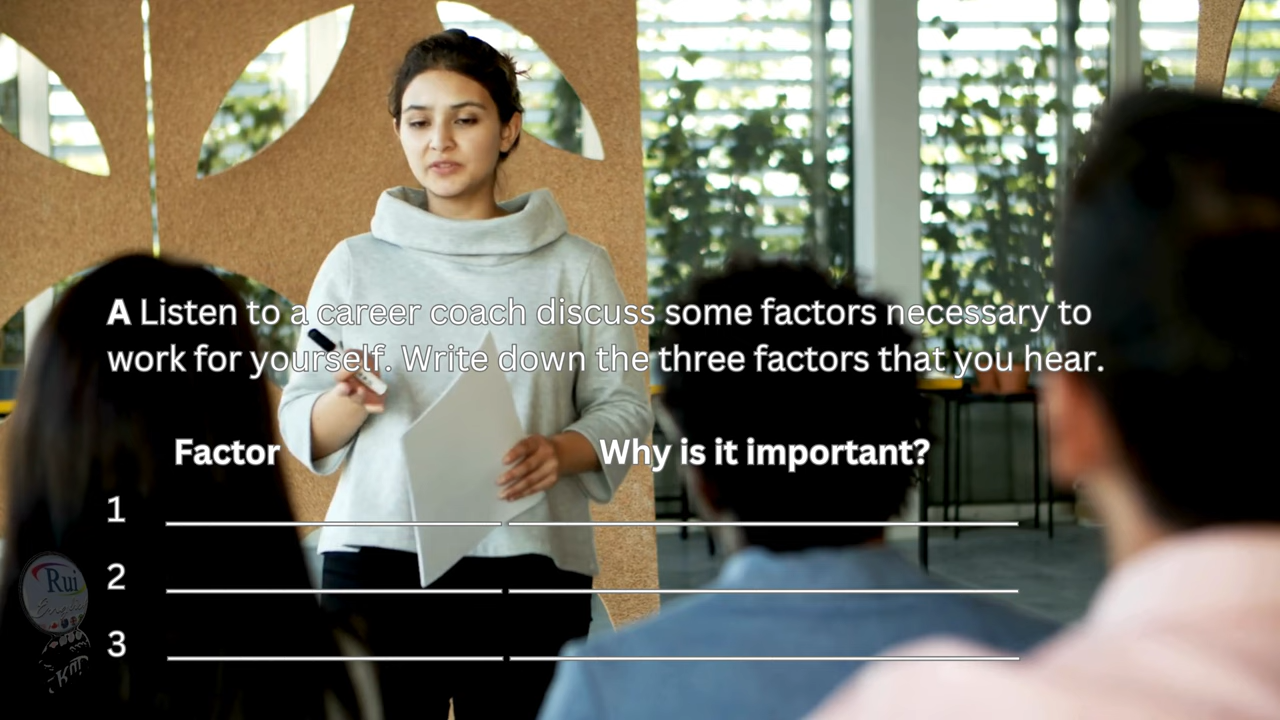 A Listen to a career coach discuss some factors necessary to
work for yourself. Write down the three factors that you hear.
Factor Why is it important?
1
2
3
Rui